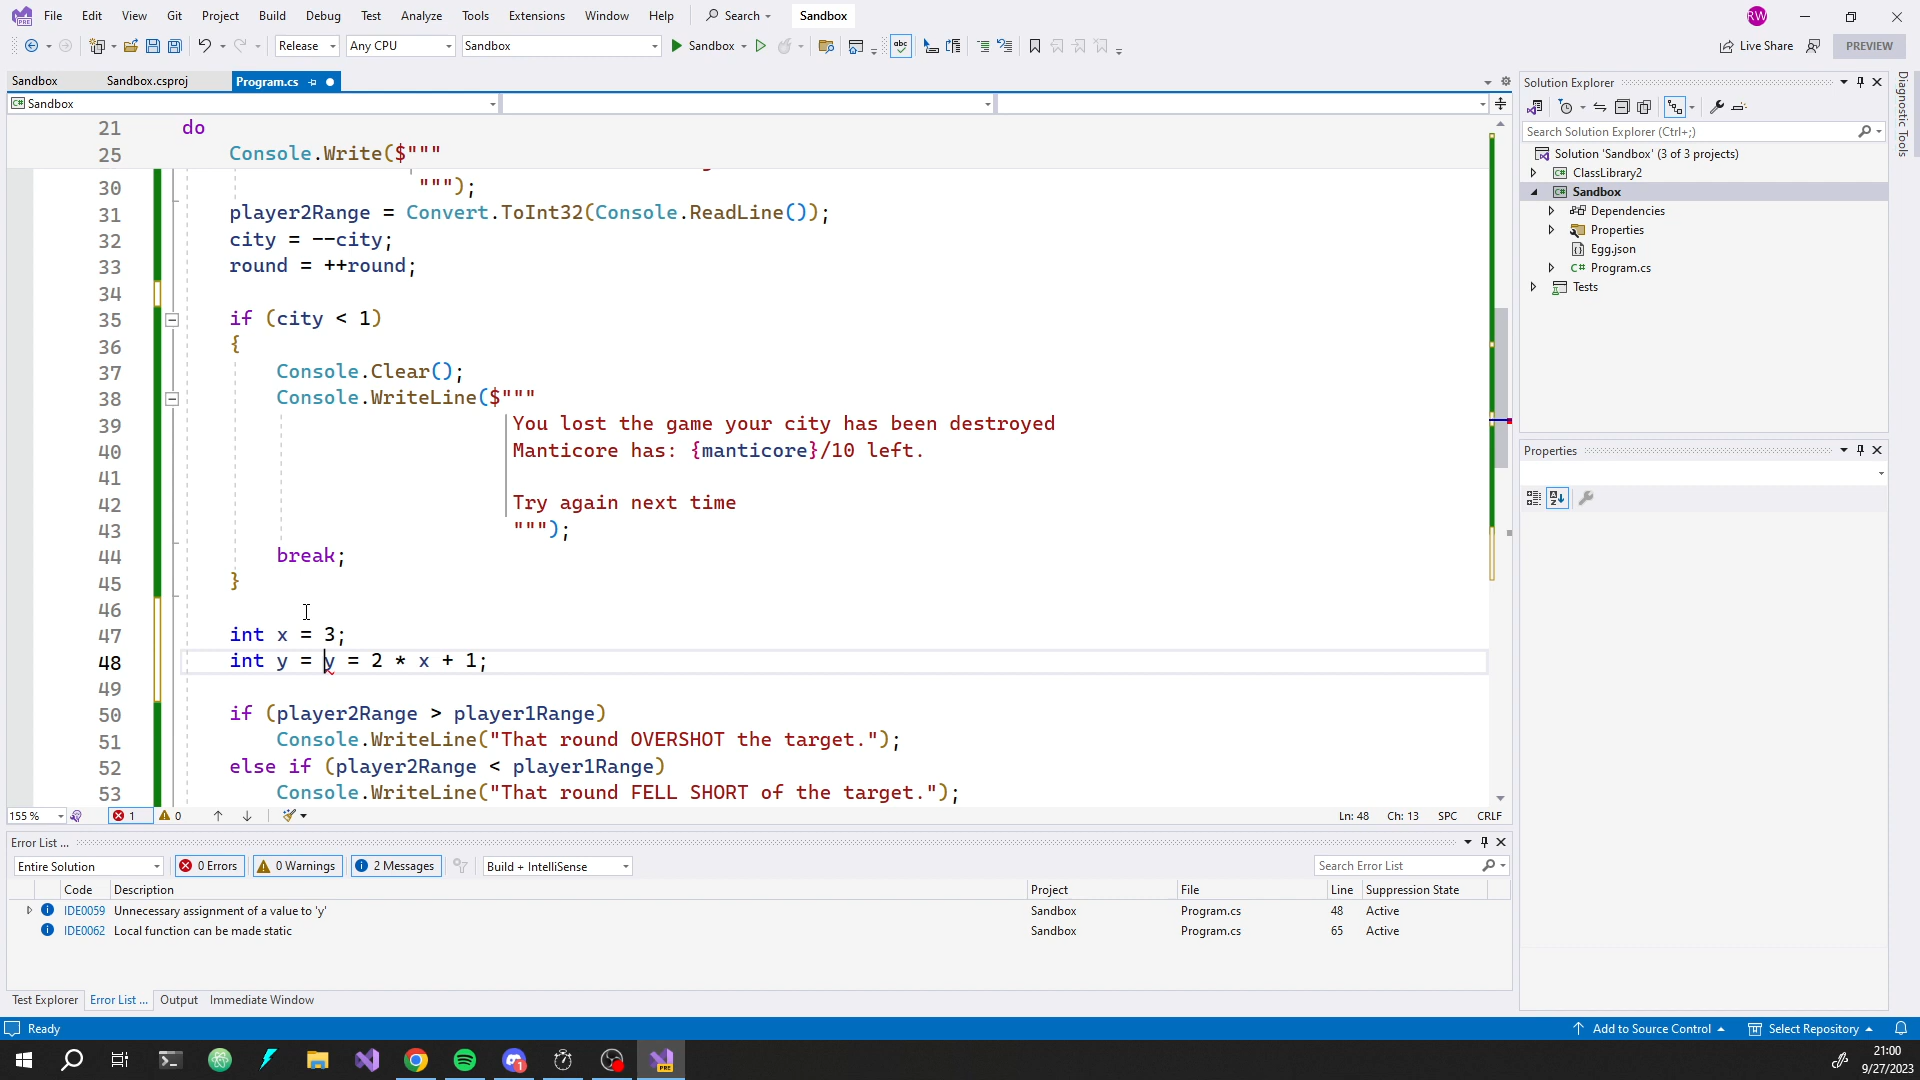 File Edit View Git Project Build Debug Test Analyze Tools Extensions Window Help Search Sandbox RW
Release Any CPU Sandbox Sandbox Live Share PREVIEW
Sandbox Sandbox.csproj Program.cs
Sandbox
21 do
25 Console.Write($"""
30 """);
31 player2Range = Convert.ToInt32(Console.ReadLine());
32 city = --city;
33 round = ++round;
34
35 if (city < 1)
36 {
37 Console.Clear();
38 Console.WriteLine($"""
39 You lost the game your city has been destroyed
40 Manticore has: {manticore}/10 left.
41
42 Try again next time
43 """);
44 break;
45 }
46
47 int x = 3;
48 int y = y = 2 * x + 1;
49
50 if (player2Range > player1Range)
51 Console.WriteLine("That round OVERSHOT the target.");
52 else if (player2Range < player1Range)
53 Console.WriteLine("That round FELL SHORT of the target.");
155 % 1 0 Ln: 48 Ch: 13 SPC CRLF
Error List ...
Entire Solution 0 Errors 0 Warnings 2 Messages Build + IntelliSense Search Error List
Code Description Project File Line Suppression State
IDE0059 Unnecessary assignment of a value to 'y' Sandbox Program.cs 48 Active
IDE0062 Local function can be made static Sandbox Program.cs 65 Active
Test Explorer Error List ... Output Immediate Window
Solution Explorer
Search Solution Explorer (Ctrl+;)
Solution 'Sandbox' (3 of 3 projects)
ClassLibrary2
Sandbox
Dependencies
Properties
Egg.json
C# Program.cs
Tests
Properties
Diagnostic Tools
Ready Add to Source Control Select Repository
21:00
9/27/2023